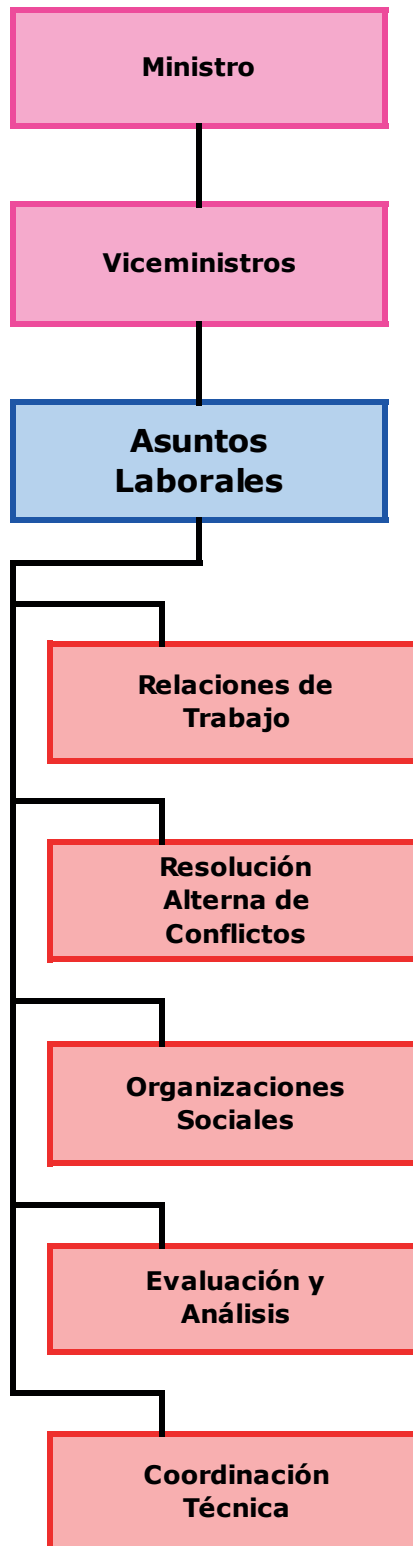 Ministro
Viceministros
Asuntos
Laborales
Relaciones de
Trabajo
Resolución
Alterna de
Conflictos
Organizaciones
Sociales
Evaluación y
Análisis
Coordinación
Técnica